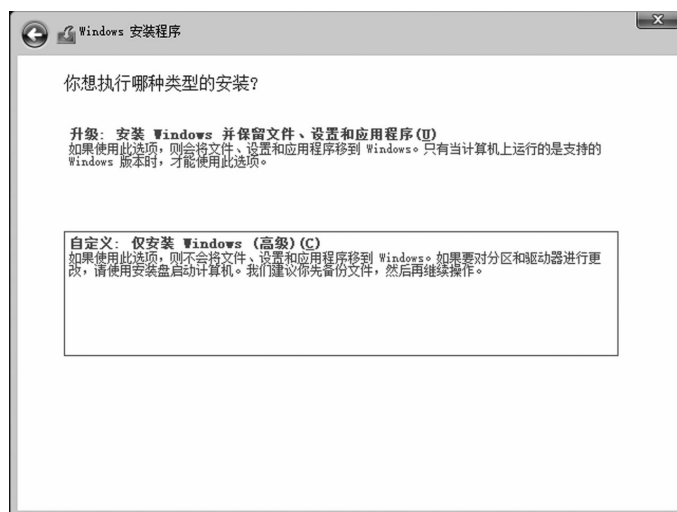 Windows 安装程序
你想执行哪种类型的安装?
升级: 安装 Windows 并保留文件、设置和应用程序(U)
如果使用此选项，则会将文件、设置和应用程序移到 Windows。只有当计算机上运行的是支持的
Windows 版本时，才能使用此选项。
自定义: 仅安装 Windows (高级)(C)
如果使用此选项，则不会将文件、设置和应用程序移到 Windows。如果要对分区和驱动器进行更
改，请使用安装盘启动计算机。我们建议你先备份文件，然后再继续操作。